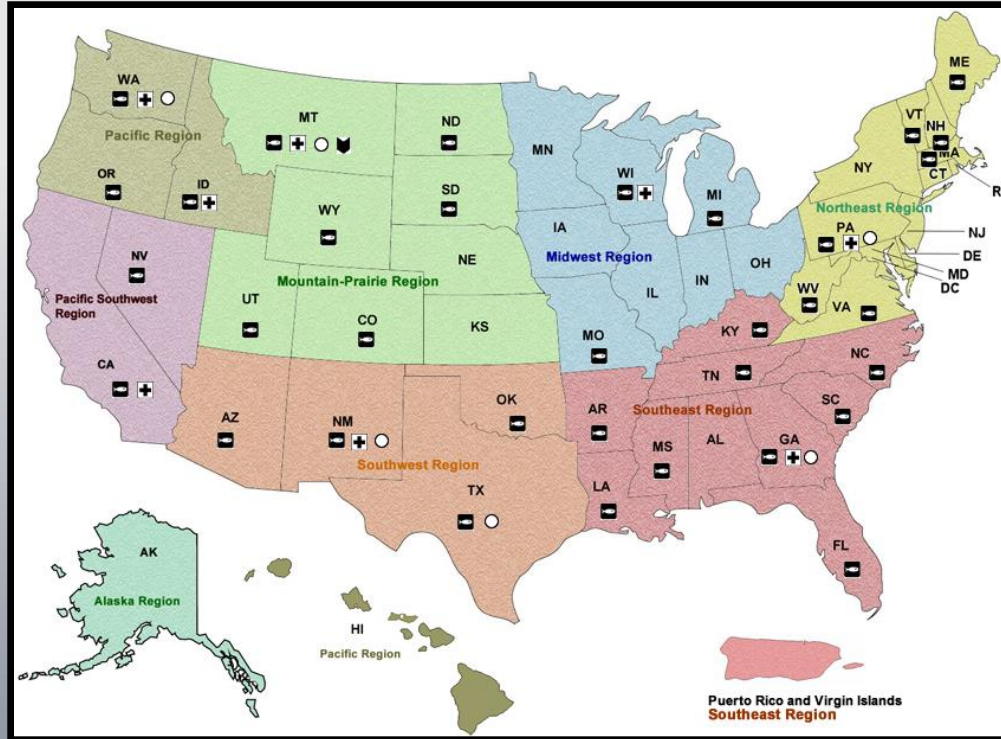 ME
WA
VT
NH
MT
ND
MN
MA
Pacific Region
NY
CT
R
OR
ID
SD
WI
MI
WY
Northeast Region
IA
PA
NJ
NV
NE
Midwest Region
OH
DE
Mountain-Prairie Region
IN
MD
Pacific Southwest
Region
IL
WV
DC
UT
CO
KS
VA
KY
MO
CA
NC
TN
OK
SC
AZ
NM
AR
Southeast Region
MS
AL
GA
Southwest Region
TX
LA
FL
AK
Alaska Region
HI
Pacific Region
Puerto Rico and Virgin Islands
Southeast Region